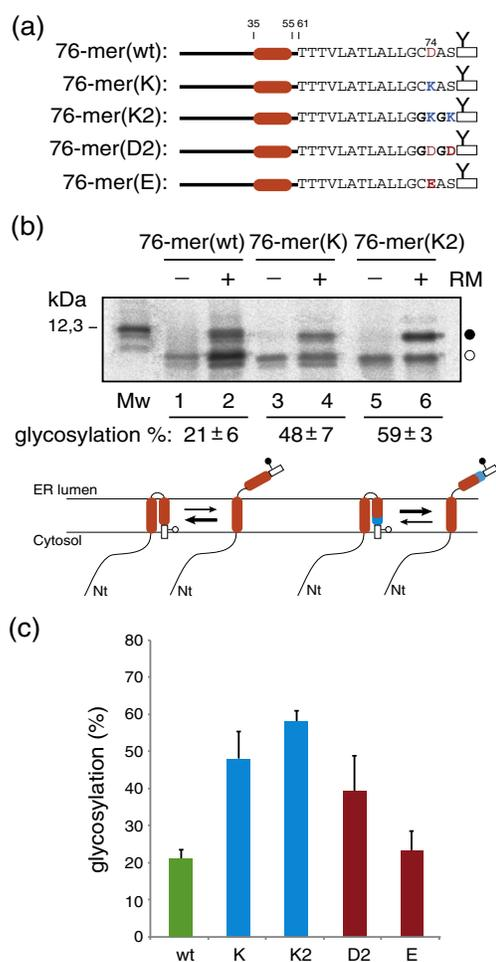 (a)
35 55 61
74
76-mer(wt): TTTVLATLALLGCDAS Y
76-mer(K): TTTVLATLALLGCKAS Y
76-mer(K2): TTTVLATLALLGGKGK Y
76-mer(D2): TTTVLATLALLGGDGD Y
76-mer(E): TTTVLATLALLGCEAS Y
(b)
76-mer(wt) 76-mer(K) 76-mer(K2)
− + − + − + RM
kDa
12,3
Mw 1 2 3 4 5 6
glycosylation %: 21±6 48±7 59±3
ER lumen
Cytosol
Nt Nt Nt Nt
(c)
glycosylation (%)
80
70
60
50
40
30
20
10
0
wt K K2 D2 E